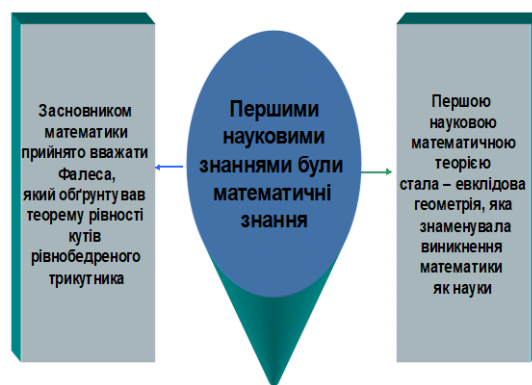 Засновником
математики
прийнято вважати
Фалеса,
який обґрунтував
теорему рівності
кутів
рівнобедреного
трикутника
Першими
науковими
знаннями були
математичні
знання
Першою
науковою
математичною
теорією
стала – евклідова
геометрія, яка
знаменувала
виникнення
математики
як науки